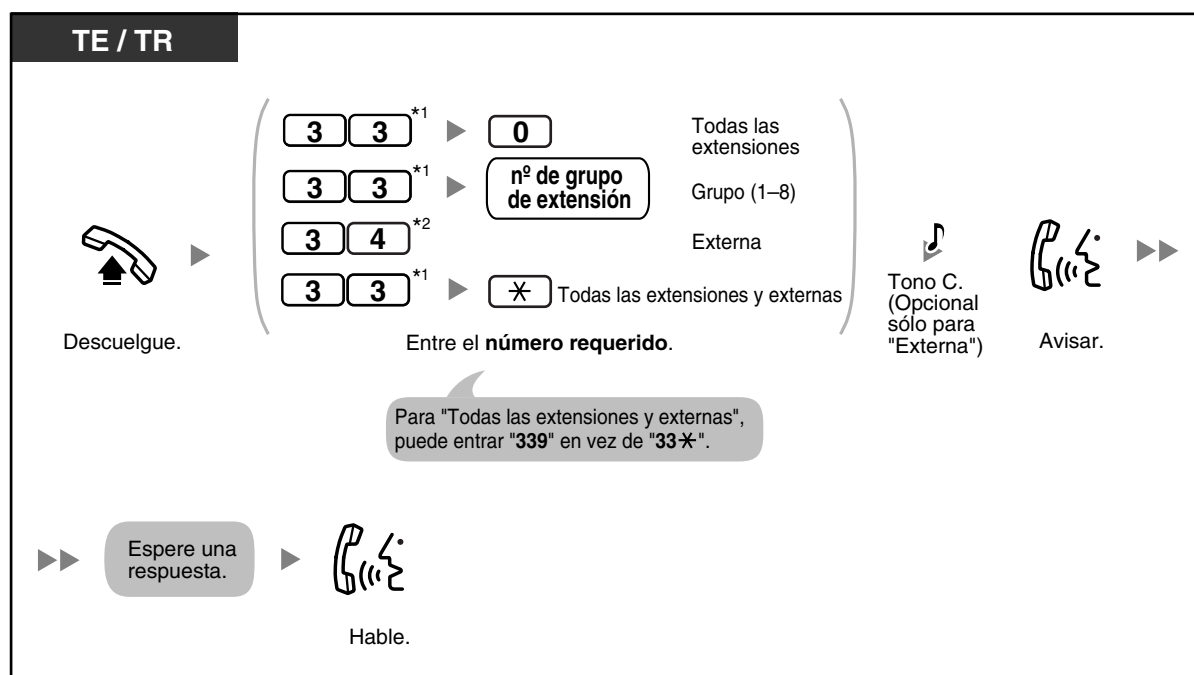 TE / TR
3 3 *1 0 Todas las
extensiones
3 3 *1 nº de grupo
de extensión Grupo (1–8)
3 4 *2 Externa
3 3 *1 ✳ Todas las extensiones y externas
Descuelgue.
Entre el número requerido.
Tono C.
(Opcional
sólo para
"Externa")
Avisar.
Para "Todas las extensiones y externas",
puede entrar "339" en vez de "33✳".
Espere una
respuesta.
Hable.